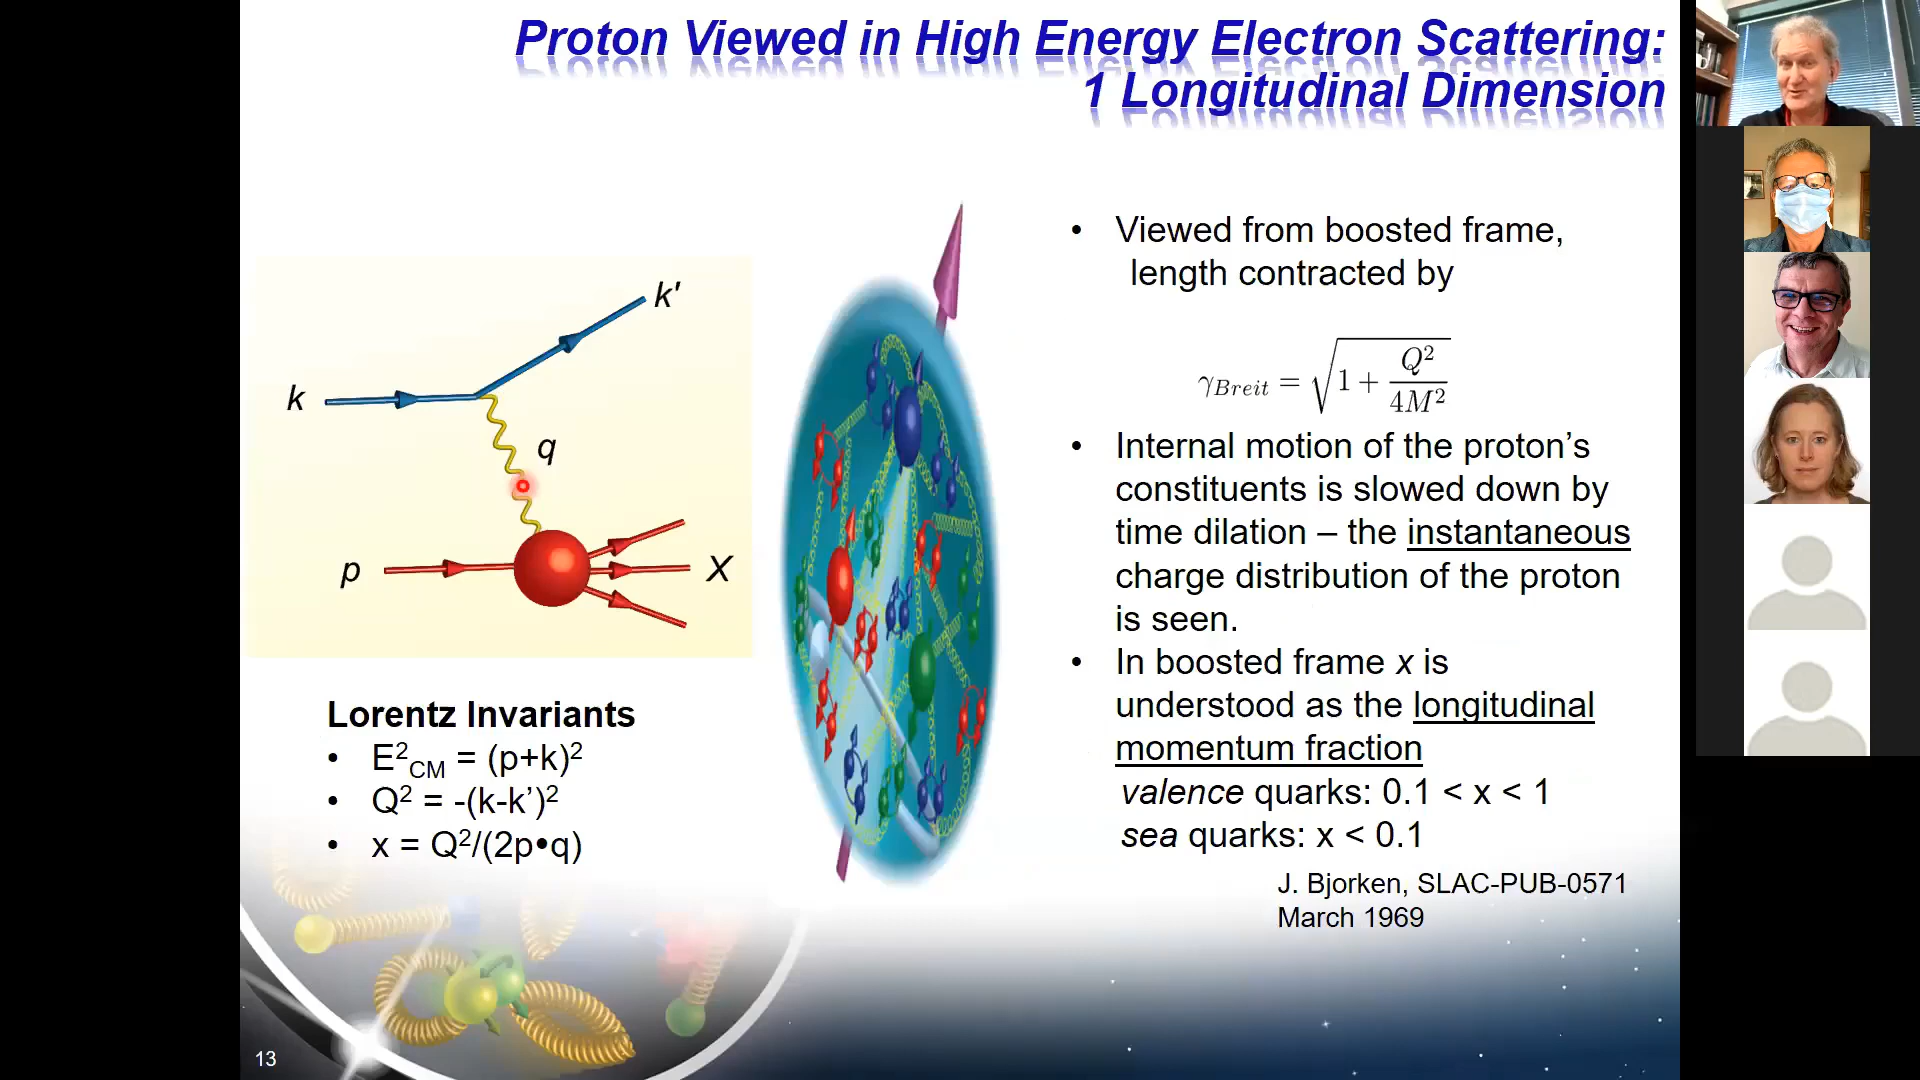 Proton Viewed in High Energy Electron Scattering:
1 Longitudinal Dimension
k
k'
q
p
X
Lorentz Invariants
• E²CM = (p+k)²
• Q² = -(k-k’)²
• x = Q²/(2p•q)
• Viewed from boosted frame,
length contracted by
γBreit = √1 + Q²/4M²
• Internal motion of the proton’s
constituents is slowed down by
time dilation – the instantaneous
charge distribution of the proton
is seen.
• In boosted frame x is
understood as the longitudinal
momentum fraction
valence quarks: 0.1 < x < 1
sea quarks: x < 0.1
J. Bjorken, SLAC-PUB-0571
March 1969
13